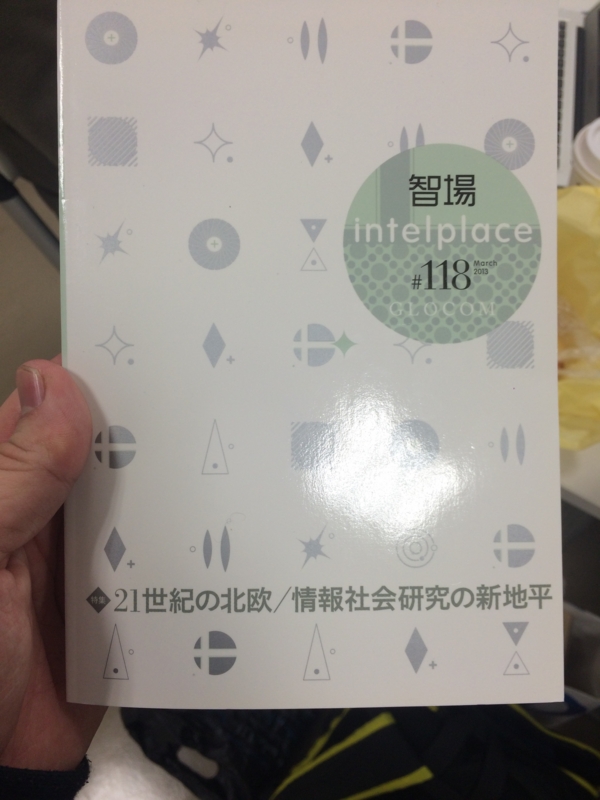 智場
intelplace
#118 March 2013
GLOCOM
特集 21世紀の北欧/情報社会研究の新地平